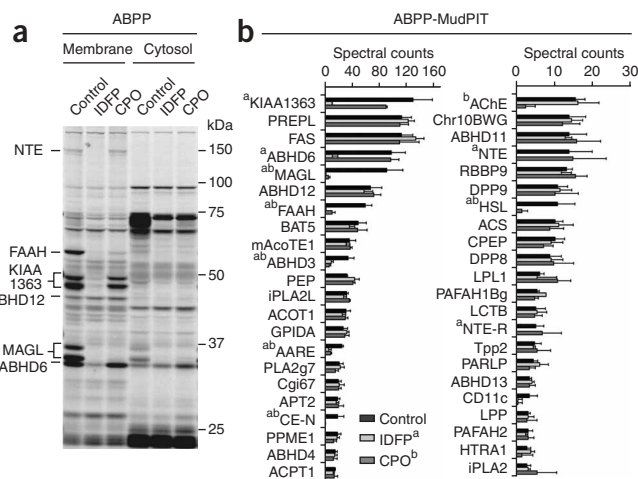 a
ABPP
Membrane Cytosol
Control
IDFP
CPO
Control
IDFP
CPO
kDa
NTE
150
100
75
FAAH
KIAA
1363
50
BHD12
MAGL
37
ABHD6
25
b
ABPP-MudPIT
Spectral counts
0 40 80 120 160
aKIAA1363
PREPL
FAS
aABHD6
abMAGL
ABHD12
abFAAH
BAT5
mAcoTE1
abABHD3
PEP
iPLA2L
ACOT1
GPIDA
abAARE
PLA2g7
Cgi67
APT2
abCE-N
PPME1
ABHD4
ACPT1
Control
IDFPa
CPOb
Spectral counts
0 10 20 30
bAChE
Chr10BWG
ABHD11
aNTE
RBBP9
DPP9
abHSL
ACS
CPEP
DPP8
LPL1
PAFAH1Bg
LCTB
aNTE-R
Tpp2
PARLP
ABHD13
CD11c
LPP
PAFAH2
HTRA1
iPLA2